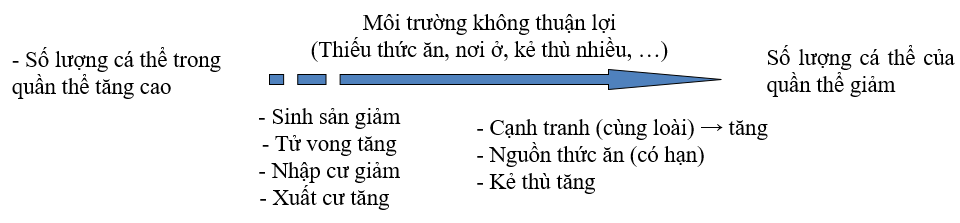 Môi trường không thuận lợi
(Thiếu thức ăn, nơi ở, kẻ thù nhiều, …)
- Số lượng cá thể trong
quần thể tăng cao
Số lượng cá thể của
quần thể giảm
- Sinh sản giảm
- Tử vong tăng
- Nhập cư giảm
- Xuất cư tăng
- Cạnh tranh (cùng loài) → tăng
- Nguồn thức ăn (có hạn)
- Kẻ thù tăng